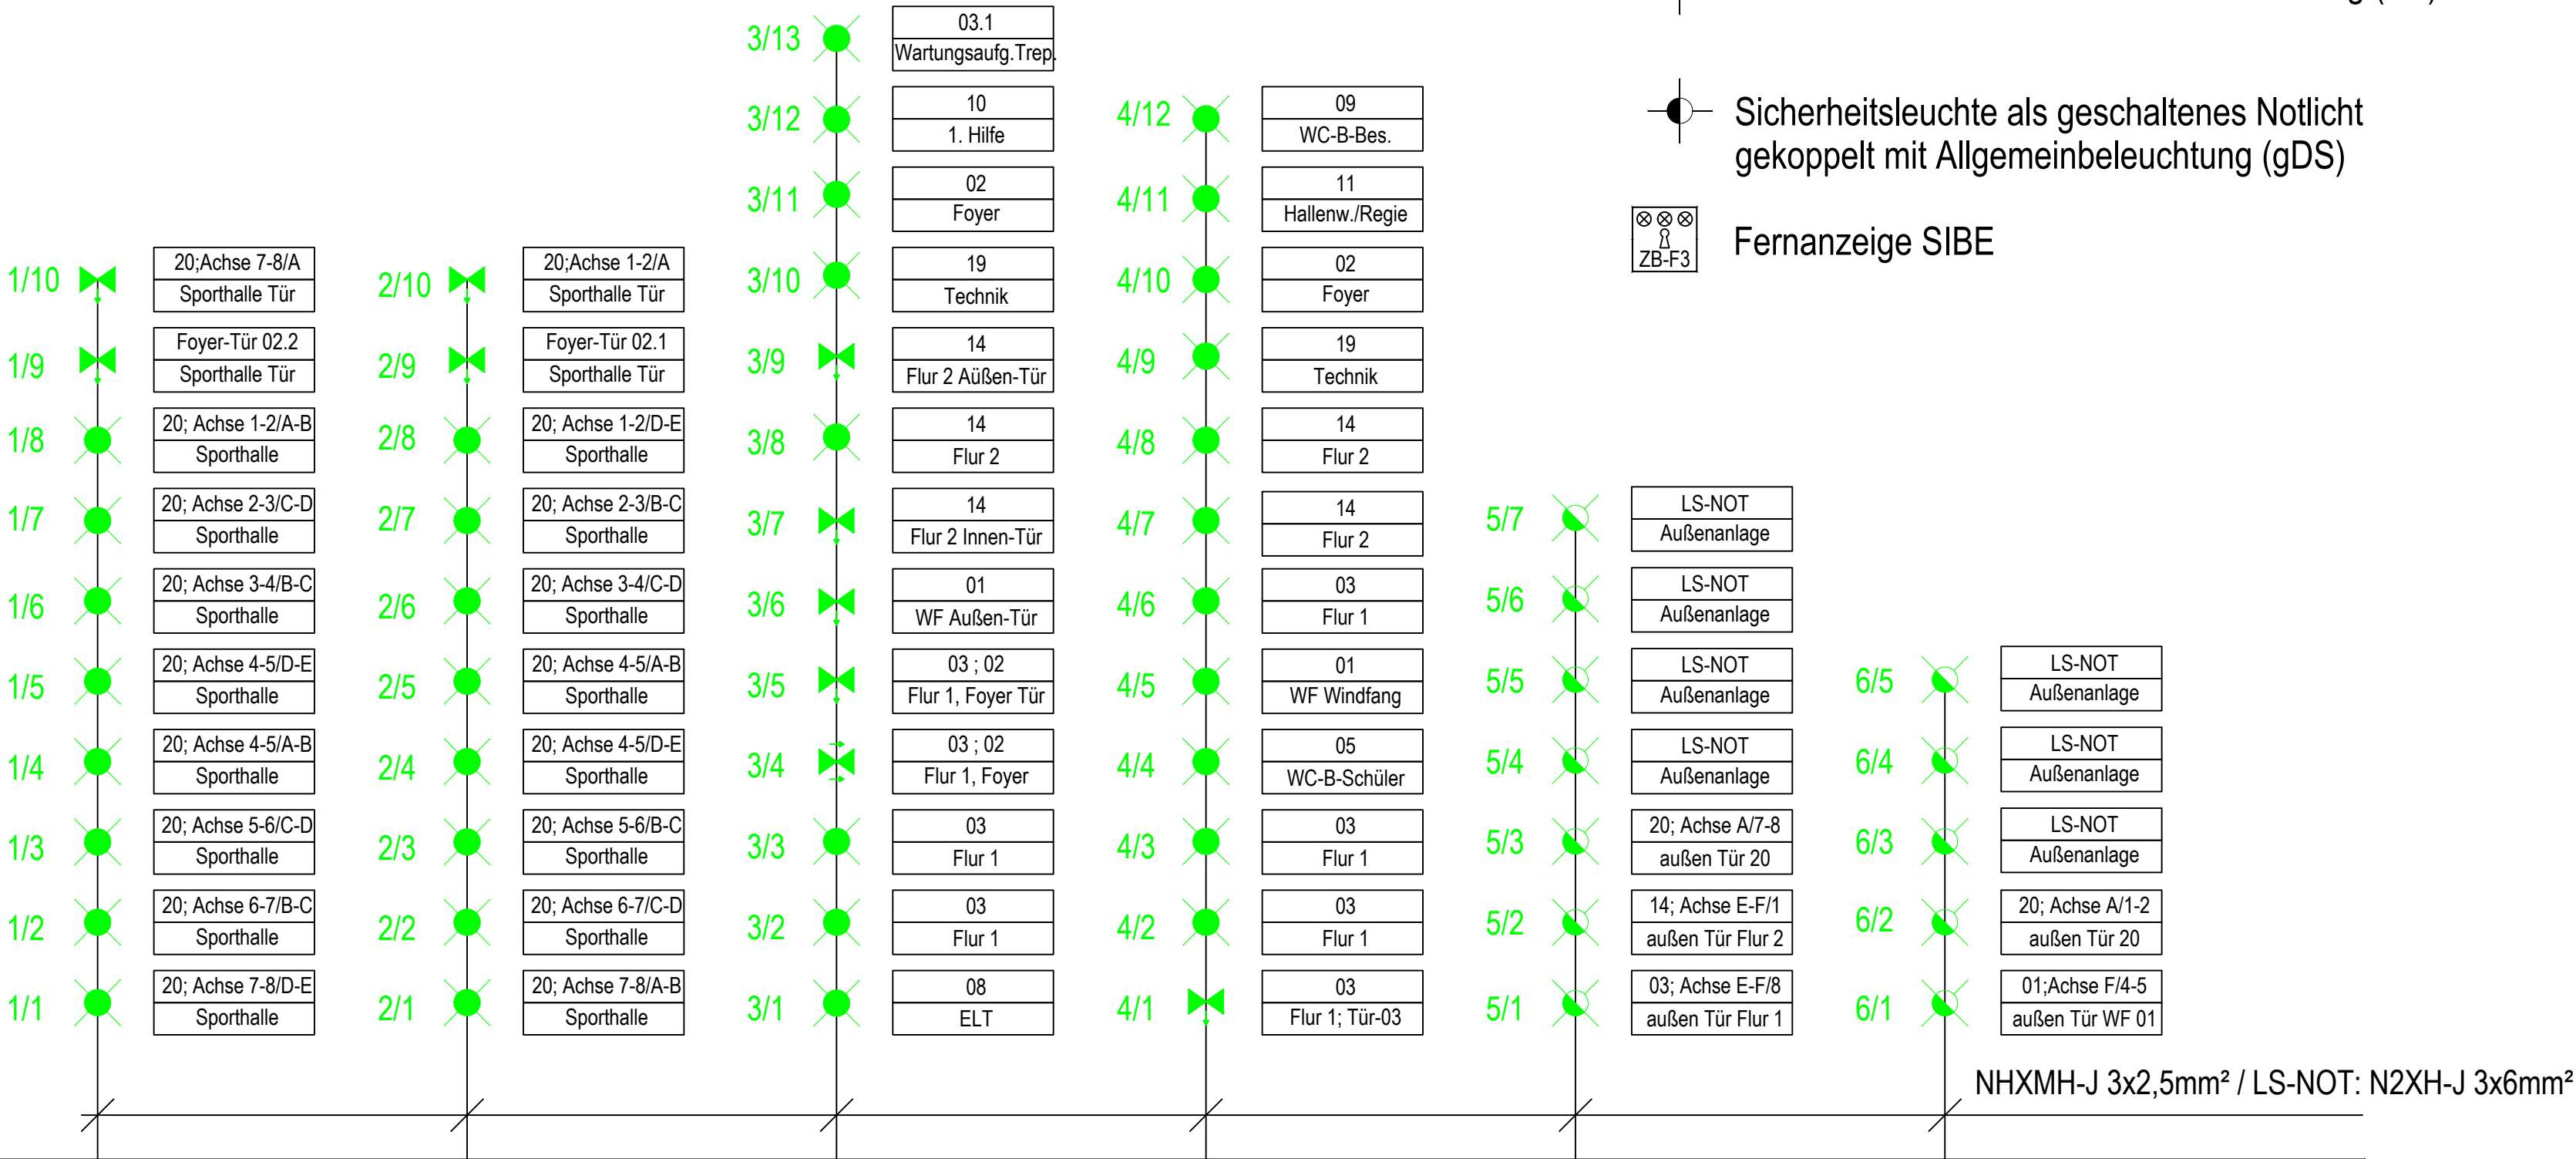 3/13
03.1
Wartungsaufg.Trep.
3/12
10
1. Hilfe
3/11
02
Foyer
3/10
19
Technik
3/9
14
Flur 2 Aüßen-Tür
3/8
14
Flur 2
3/7
14
Flur 2 Innen-Tür
3/6
01
WF Außen-Tür
3/5
03 ; 02
Flur 1, Foyer Tür
3/4
03 ; 02
Flur 1, Foyer
3/3
03
Flur 1
3/2
03
Flur 1
3/1
08
ELT
1/10
20;Achse 7-8/A
Sporthalle Tür
1/9
Foyer-Tür 02.2
Sporthalle Tür
1/8
20; Achse 1-2/A-B
Sporthalle
1/7
20; Achse 2-3/C-D
Sporthalle
1/6
20; Achse 3-4/B-C
Sporthalle
1/5
20; Achse 4-5/D-E
Sporthalle
1/4
20; Achse 4-5/A-B
Sporthalle
1/3
20; Achse 5-6/C-D
Sporthalle
1/2
20; Achse 6-7/B-C
Sporthalle
1/1
20; Achse 7-8/D-E
Sporthalle
2/10
20;Achse 1-2/A
Sporthalle Tür
2/9
Foyer-Tür 02.1
Sporthalle Tür
2/8
20; Achse 1-2/D-E
Sporthalle
2/7
20; Achse 2-3/B-C
Sporthalle
2/6
20; Achse 3-4/C-D
Sporthalle
2/5
20; Achse 4-5/A-B
Sporthalle
2/4
20; Achse 4-5/D-E
Sporthalle
2/3
20; Achse 5-6/B-C
Sporthalle
2/2
20; Achse 6-7/C-D
Sporthalle
2/1
20; Achse 7-8/A-B
Sporthalle
4/12
09
WC-B-Bes.
4/11
11
Hallenw./Regie
4/10
02
Foyer
4/9
19
Technik
4/8
14
Flur 2
4/7
14
Flur 2
4/6
03
Flur 1
4/5
01
WF Windfang
4/4
05
WC-B-Schüler
4/3
03
Flur 1
4/2
03
Flur 1
4/1
03
Flur 1; Tür-03
5/7
LS-NOT
Außenanlage
5/6
LS-NOT
Außenanlage
5/5
LS-NOT
Außenanlage
5/4
LS-NOT
Außenanlage
5/3
20; Achse A/7-8
außen Tür 20
5/2
14; Achse E-F/1
außen Tür Flur 2
5/1
03; Achse E-F/8
außen Tür Flur 1
6/5
LS-NOT
Außenanlage
6/4
LS-NOT
Außenanlage
6/3
LS-NOT
Außenanlage
6/2
20; Achse A/1-2
außen Tür 20
6/1
01;Achse F/4-5
außen Tür WF 01
Sicherheitsleuchte als geschaltenes Notlicht
gekoppelt mit Allgemeinbeleuchtung (gDS)
ZB-F3
Fernanzeige SIBE
NHXMH-J 3x2,5mm² / LS-NOT: N2XH-J 3x6mm²